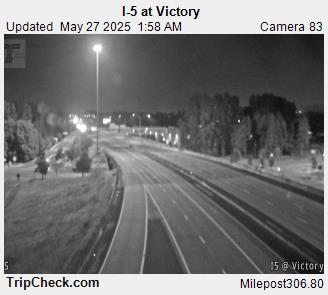 I-5 at Victory
Updated May 27 2025 1:58 AM Camera 83
S I5 @ Victory
TripCheck.com Milepost306.80